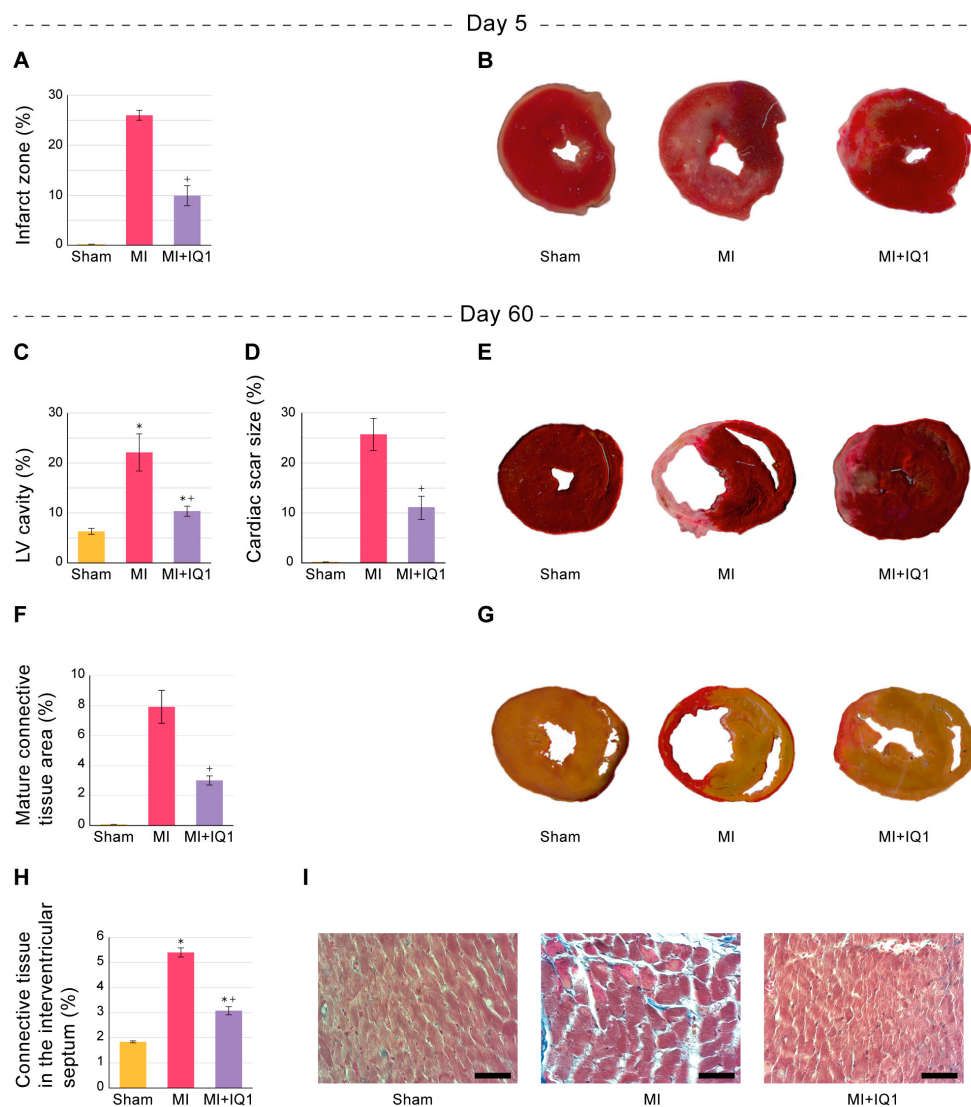 Day 5
A
Infarct zone (%)
30
20
10
0
Sham MI MI+IQ1
+
B
Sham MI MI+IQ1
Day 60
C
LV cavity (%)
30
20
10
0
Sham MI MI+IQ1
*
*+
D
Cardiac scar size (%)
30
20
10
0
Sham MI MI+IQ1
+
E
Sham MI MI+IQ1
F
Mature connective
tissue area (%)
10
8
6
4
2
0
Sham MI MI+IQ1
+
G
Sham MI MI+IQ1
H
Connective tissue
in the interventricular
septum (%)
6
5
4
3
2
1
0
Sham MI MI+IQ1
*
*+
I
Sham MI MI+IQ1